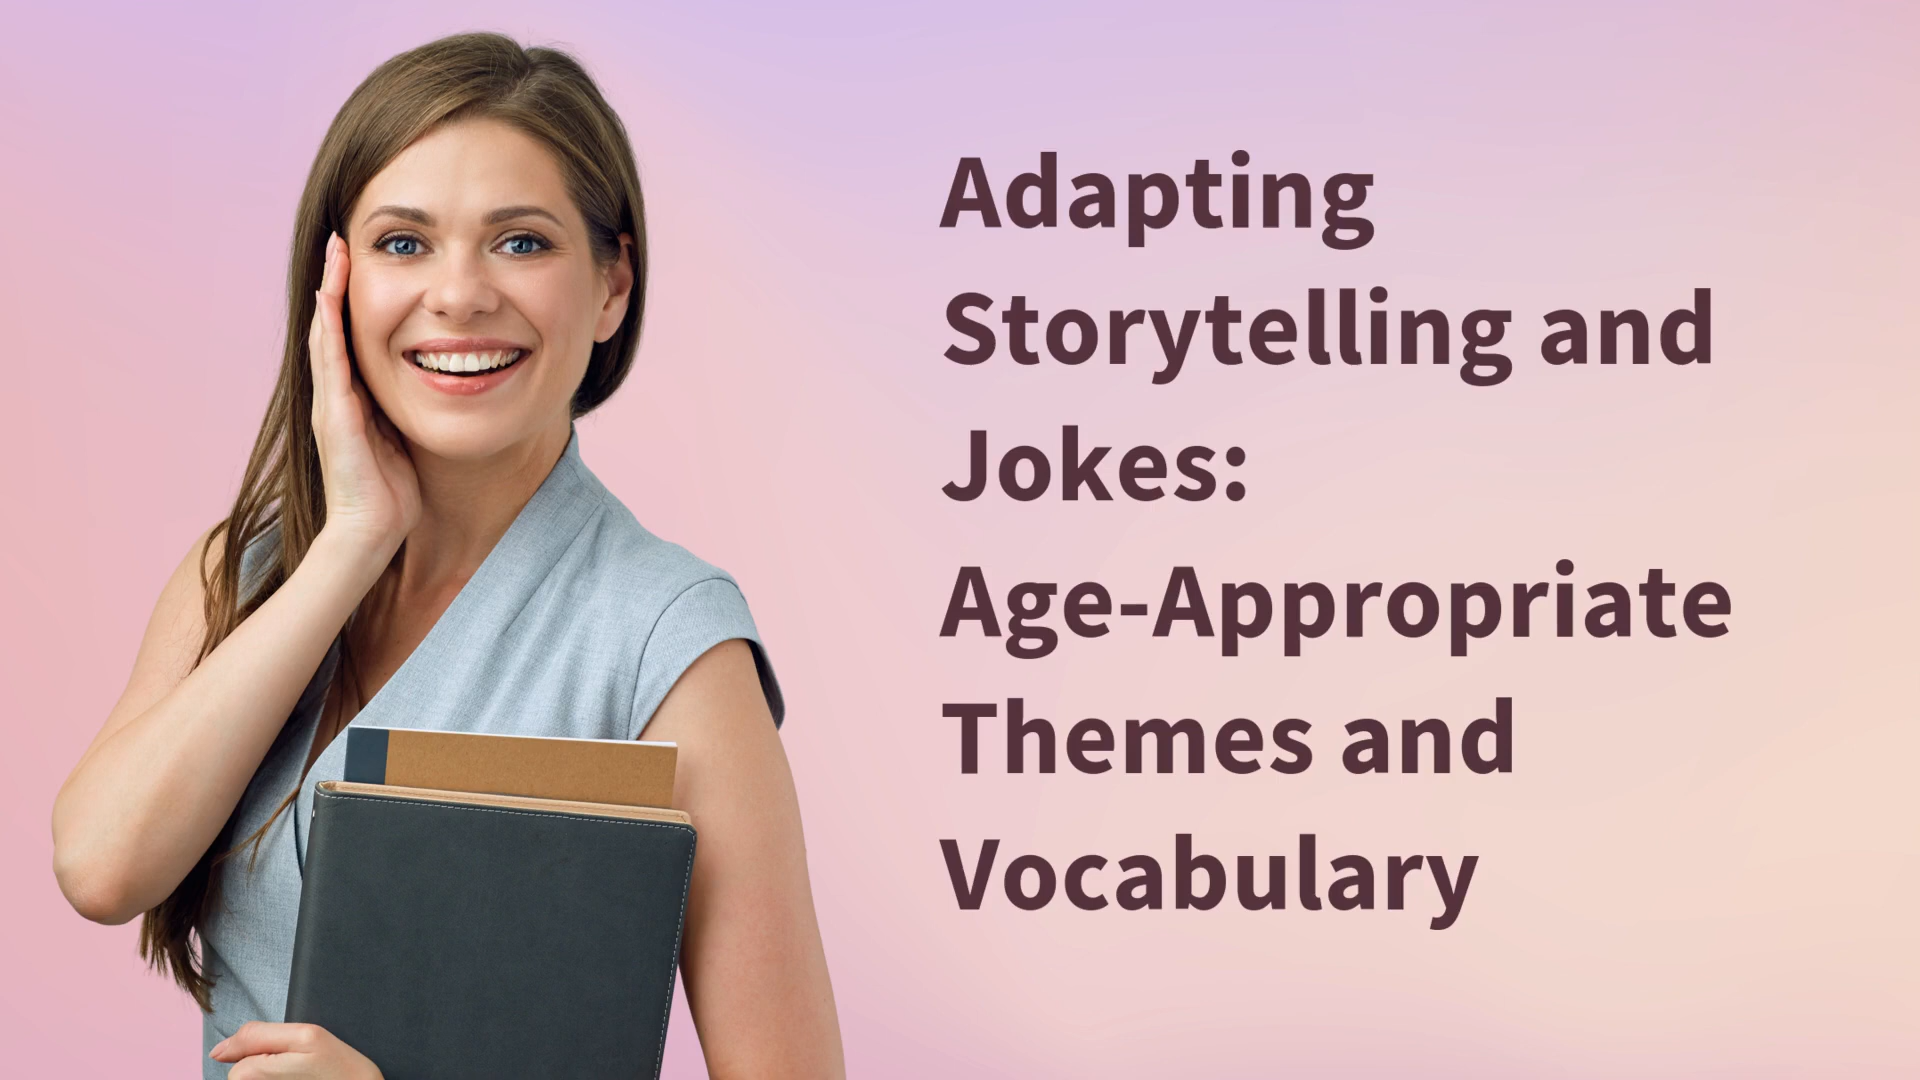 Adapting
Storytelling and
Jokes:
Age-Appropriate
Themes and
Vocabulary